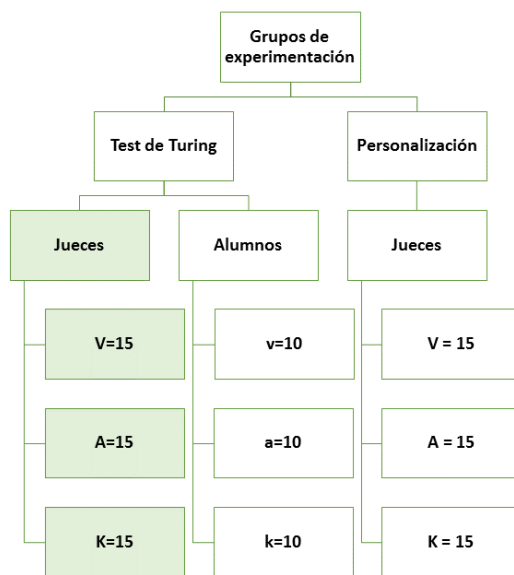 Grupos de
experimentación
Test de Turing
Personalización
Jueces
Alumnos
Jueces
V=15
v=10
V = 15
A=15
a=10
A = 15
K=15
k=10
K = 15